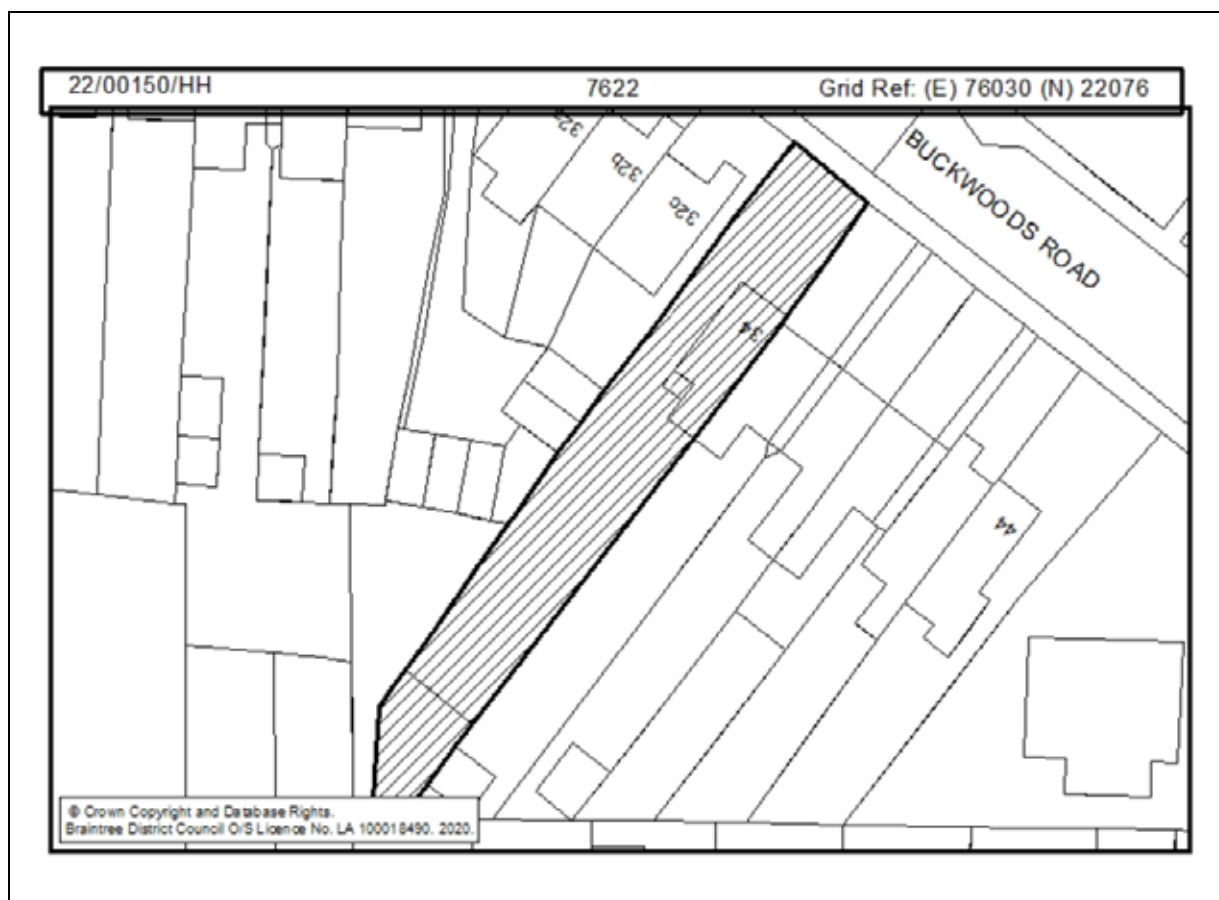 22/00150/HH 7622 Grid Ref: (E) 76030 (N) 22076
32b
32c
BUCKWOODS ROAD
34
44
© Crown Copyright and Database Rights.
Braintree District Council O/S Licence No. LA 100018490. 2020.